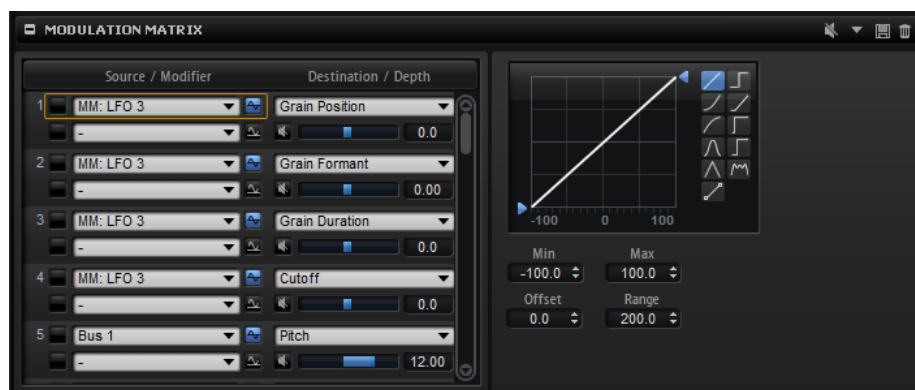 MODULATION MATRIX
Source / Modifier Destination / Depth
1 MM: LFO 3 Grain Position
- 0.0
2 MM: LFO 3 Grain Formant
- 0.00
3 MM: LFO 3 Grain Duration
- 0.0
4 MM: LFO 3 Cutoff
- 0.0
5 Bus 1 Pitch
- 12.00
-100 0 100
Min Max
-100.0 100.0
Offset Range
0.0 200.0